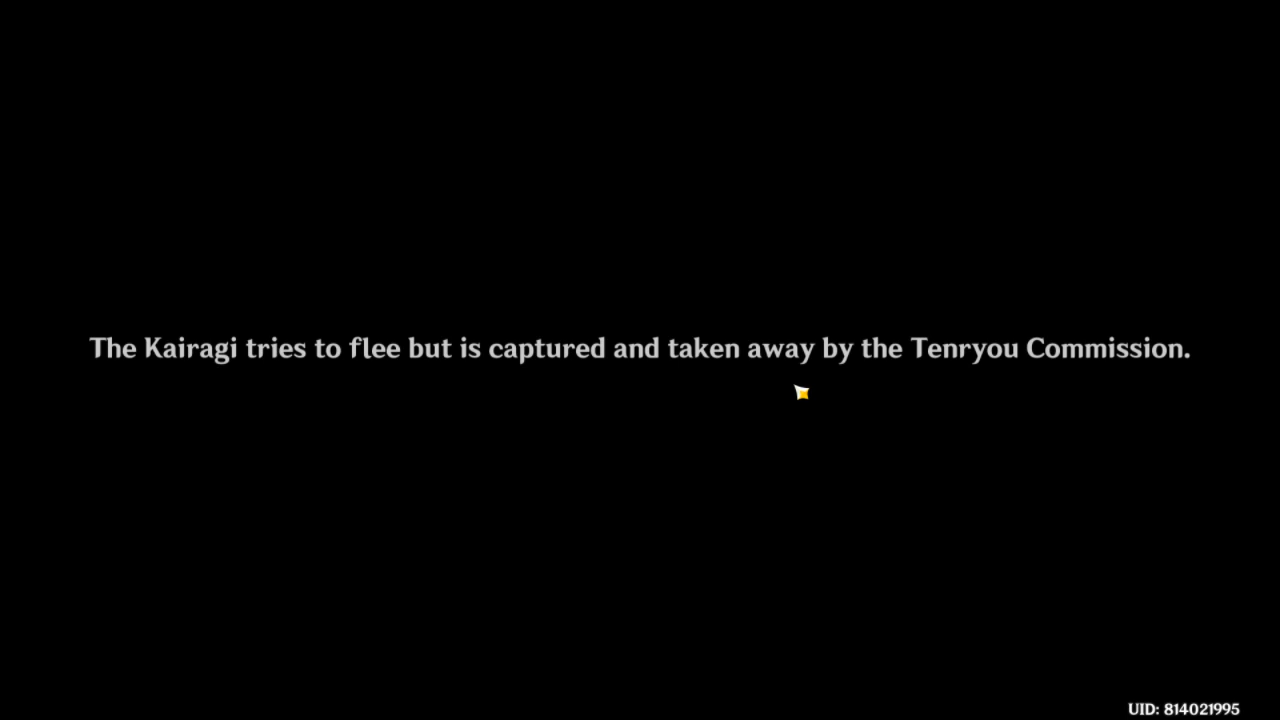 The Kairagi tries to flee but is captured and taken away by the Tenryou Commission.
UID: 814021995